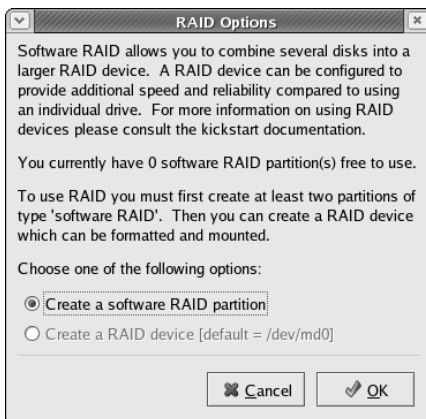 RAID Options
Software RAID allows you to combine several disks into a
larger RAID device.  A RAID device can be configured to
provide additional speed and reliability compared to using
an individual drive.  For more information on using RAID
devices please consult the kickstart documentation.
You currently have 0 software RAID partition(s) free to use.
To use RAID you must first create at least two partitions of
type 'software RAID'.  Then you can create a RAID device
which can be formatted and mounted.
Choose one of the following options:
Create a software RAID partition
Create a RAID device [default = /dev/md0]
Cancel OK